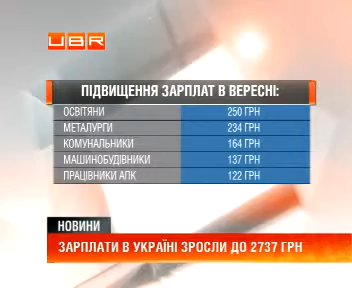 UBR
ПІДВИЩЕННЯ ЗАРПЛАТ В ВЕРЕСНІ:
ОСВІТЯНИ 250 ГРН
МЕТАЛУРГИ 234 ГРН
КОМУНАЛЬНИКИ 164 ГРН
МАШИНОБУДІВНИКИ 137 ГРН
ПРАЦІВНИКИ АПК 122 ГРН
НОВИНИ
ЗАРПЛАТИ В УКРАЇНІ ЗРОСЛИ ДО 2737 ГРН